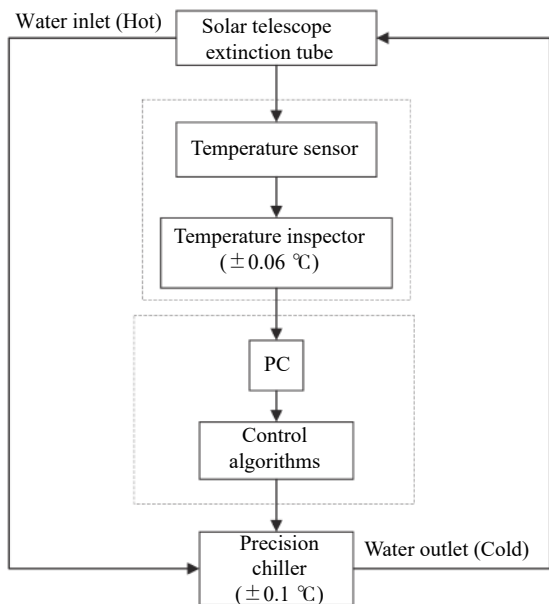 Water inlet (Hot)
Solar telescope
extinction tube
Temperature sensor
Temperature inspector
(±0.06 ℃)
PC
Control
algorithms
Precision
chiller
(±0.1 ℃)
Water outlet (Cold)